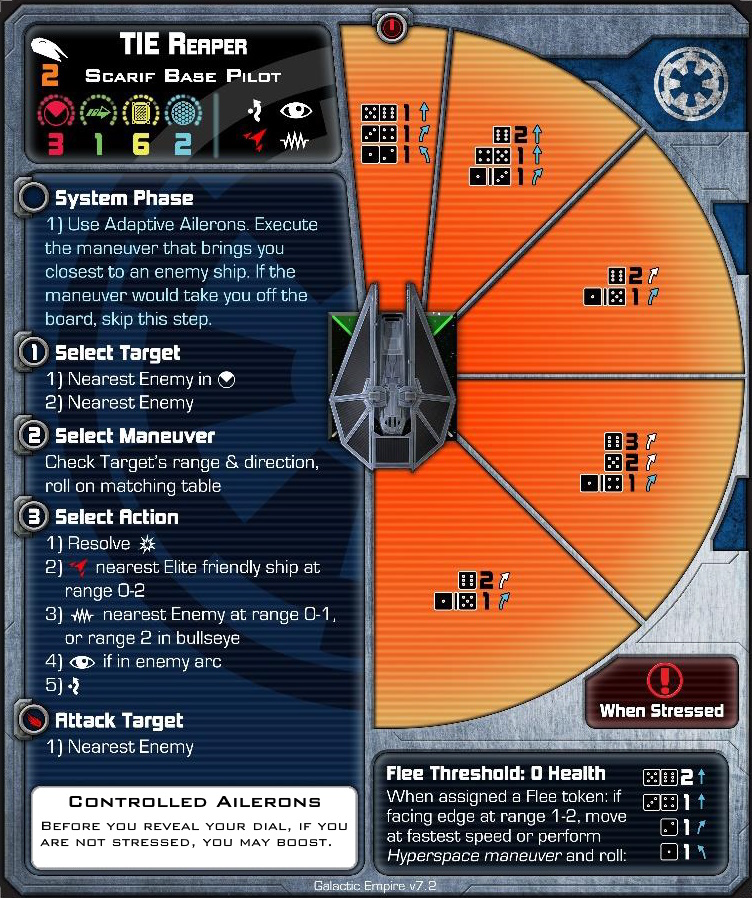 TIE Reaper
2 Scarif Base Pilot
3 1 6 2
System Phase
1) Use Adaptive Ailerons. Execute
the maneuver that brings you
closest to an enemy ship. If the
maneuver would take you off the
board, skip this step.
1 Select Target
1) Nearest Enemy in
2) Nearest Enemy
2 Select Maneuver
Check Target's range & direction,
roll on matching table
3 Select Action
1) Resolve
2) nearest Elite friendly ship at
range 0-2
3) nearest Enemy at range 0-1,
or range 2 in bullseye
4) if in enemy arc
5)
Attack Target
1) Nearest Enemy
Controlled Ailerons
Before you reveal your dial, if you
are not stressed, you may boost.
1
1
1
2
1
1
2
1
3
2
1
2
1
When Stressed
Flee Threshold: 0 Health
When assigned a Flee token: if
facing edge at range 1-2, move
at fastest speed or perform
Hyperspace maneuver and roll:
2
1
1
1
Galactic Empire v7.2